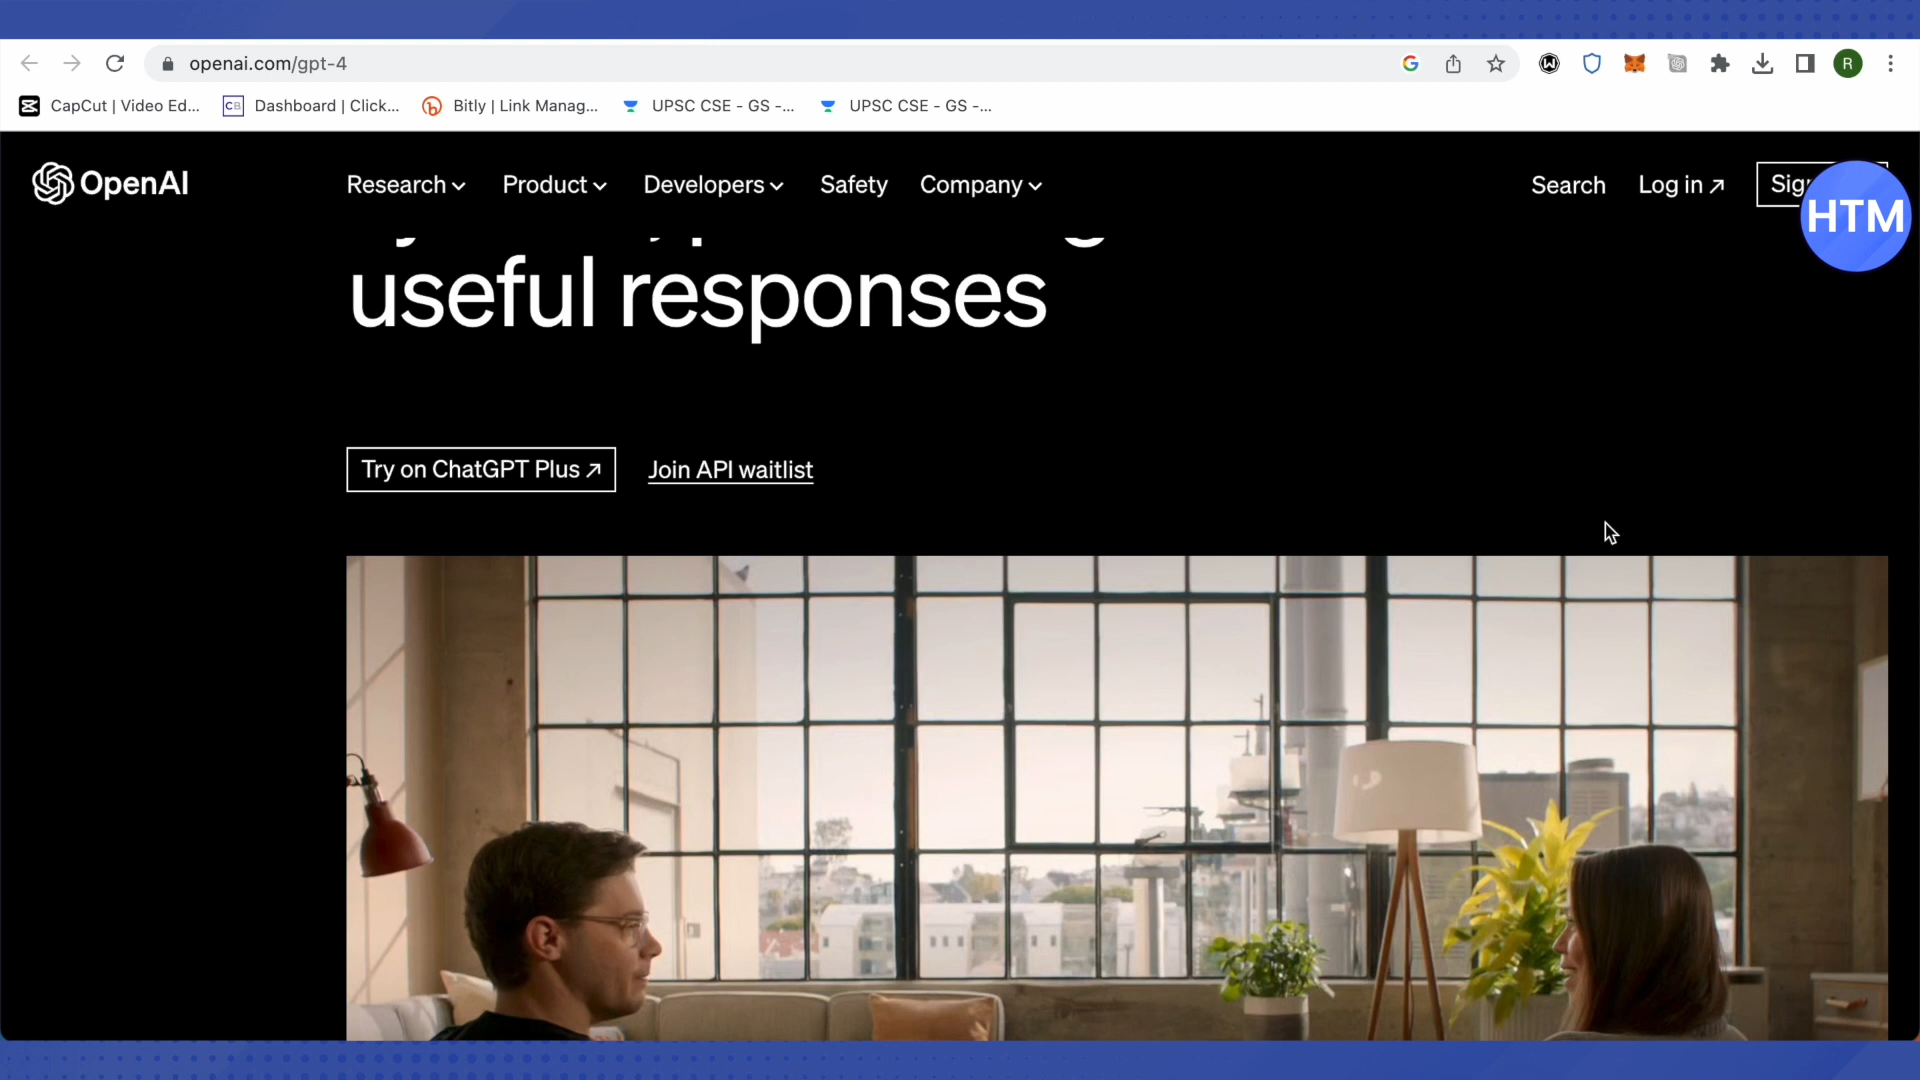 openai.com/gpt-4
R
CapCut | Video Ed... CB Dashboard | Click... Bitly | Link Manag... UPSC CSE - GS -... UPSC CSE - GS -...
OpenAI Research Product Developers Safety Company Search Log in ↗
HTM
useful responses
Try on ChatGPT Plus ↗ Join API waitlist